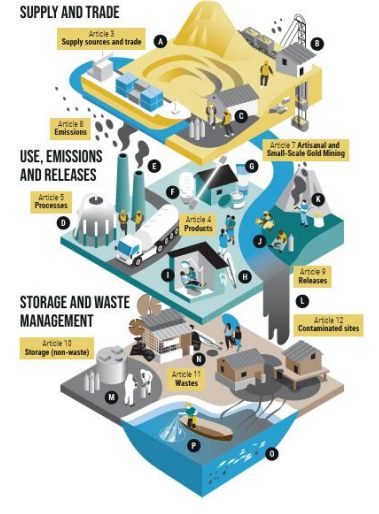 SUPPLY AND TRADE
Article 3
Supply sources and trade
A
B
C
Article 8
Emissions
Article 7 Artisanal and
Small-Scale Gold Mining
USE, EMISSIONS
AND RELEASES
E
F
G
Article 5
Processes
D
K
Article 4
Products
J
I
H
Article 9
Releases
L
STORAGE AND WASTE
MANAGEMENT
Article 12
Contaminated sites
Article 10
Storage (non-waste)
N
Article 11
Wastes
M
P
O